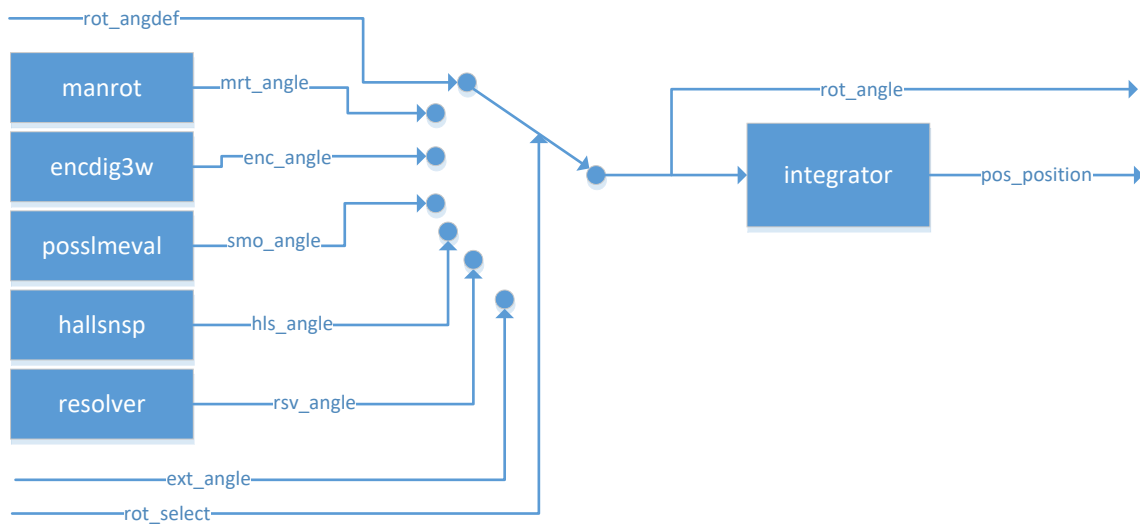 rot_angdef
manrot
mrt_angle
rot_angle
encdig3w
enc_angle
integrator
pos_position
posslmeval
smo_angle
hallsnsp
hls_angle
resolver
rsv_angle
ext_angle
rot_select